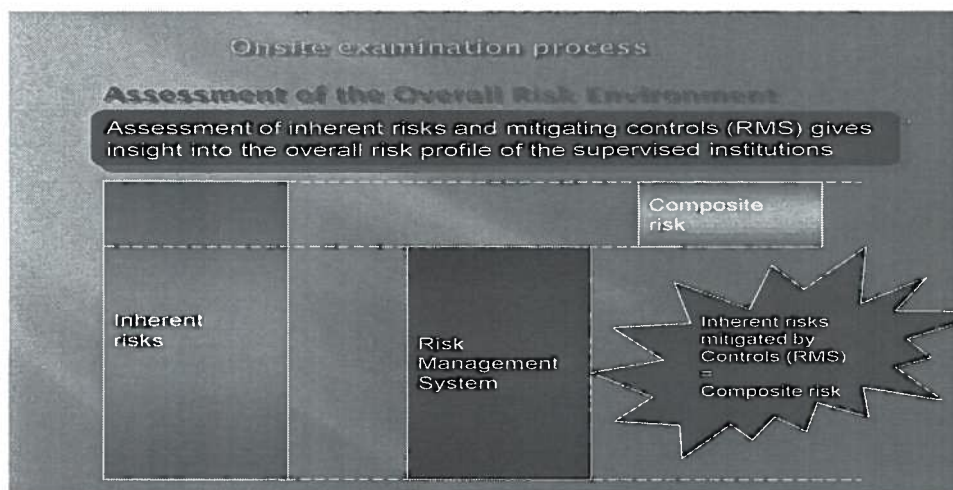 Onsite examination process
Assessment of the Overall Risk Environment
Assessment of inherent risks and mitigating controls (RMS) gives
insight into the overall risk profile of the supervised institutions
Composite
risk
Inherent
risks
Risk
Management
System
Inherent risks
mitigated by
Controls (RMS)
=
Composite risk